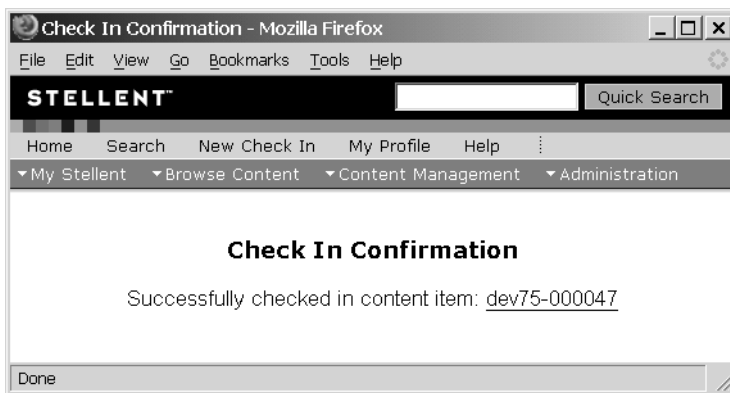 Check In Confirmation - Mozilla Firefox
File Edit View Go Bookmarks Tools Help
STELLENT™ Quick Search
Home Search New Check In My Profile Help
My Stellent Browse Content Content Management Administration
Check In Confirmation
Successfully checked in content item: dev75-000047
Done